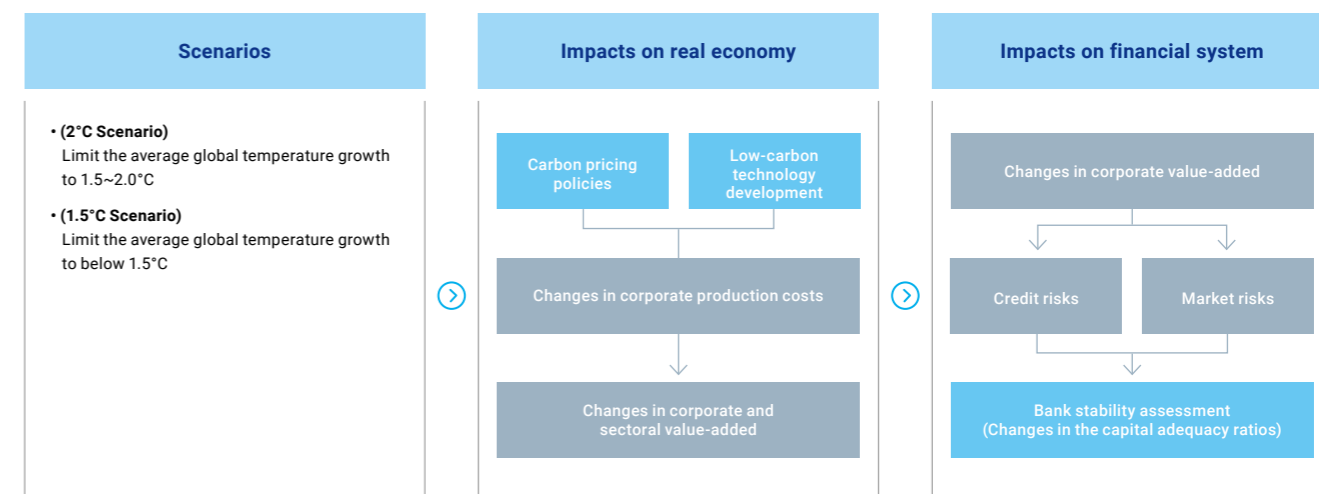 Scenarios
• (2°C Scenario)
Limit the average global temperature growth
to 1.5~2.0°C
• (1.5°C Scenario)
Limit the average global temperature growth
to below 1.5°C
Impacts on real economy
Carbon pricing
policies
Low-carbon
technology
development
Changes in corporate production costs
Changes in corporate and
sectoral value-added
Impacts on financial system
Changes in corporate value-added
Credit risks
Market risks
Bank stability assessment
(Changes in the capital adequacy ratios)